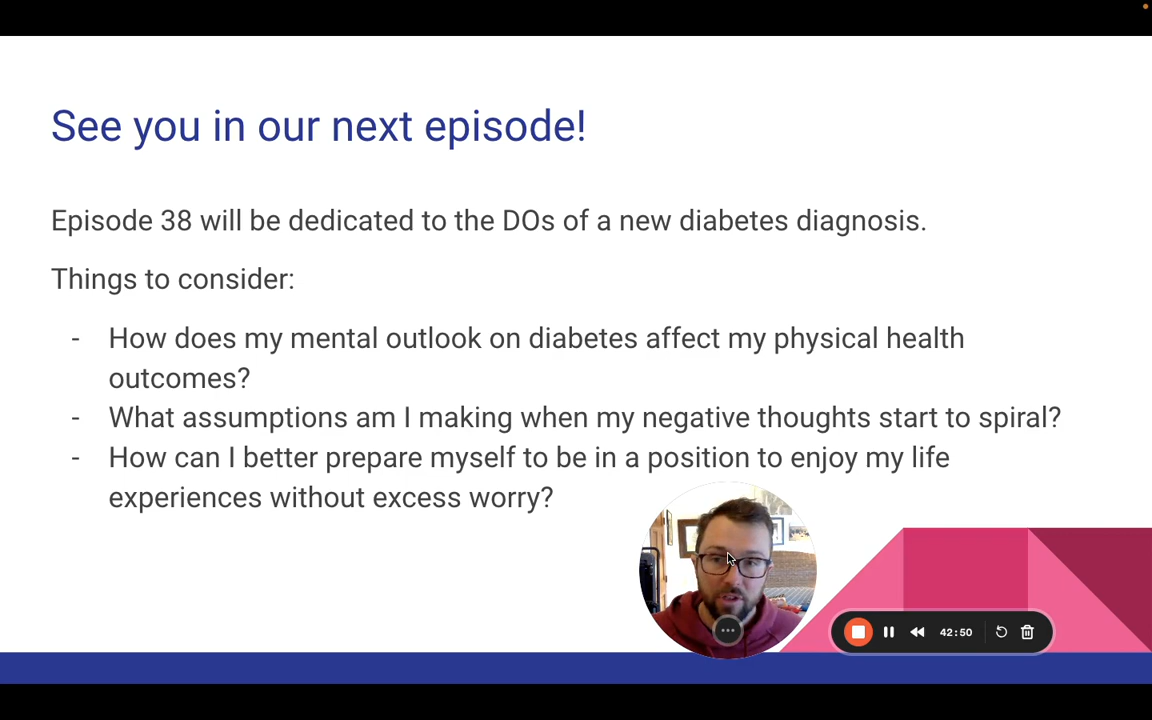 See you in our next episode!
Episode 38 will be dedicated to the DOs of a new diabetes diagnosis.
Things to consider:
- How does my mental outlook on diabetes affect my physical health
outcomes?
- What assumptions am I making when my negative thoughts start to spiral?
- How can I better prepare myself to be in a position to enjoy my life
experiences without excess worry?
42:50